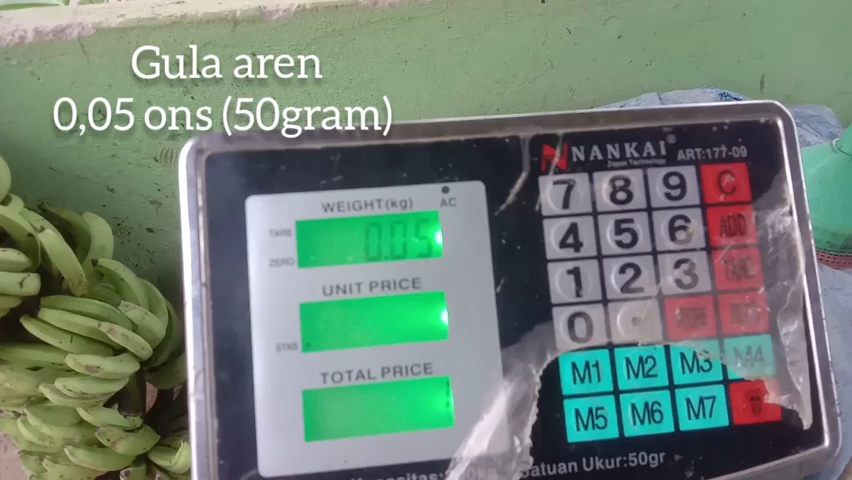 Gula aren
0,05 ons (50gram)
NANKAI®
Japan Technology
ART:177-09
WEIGHT(kg)
AC
TARE
0.05
ZERO
UNIT PRICE
STAB
TOTAL PRICE
7 8 9 C
4 5 6 ADD
1 2 3 TARE
0 .
M1 M2 M3 M4
M5 M6 M7
Satuan Ukur:50gr